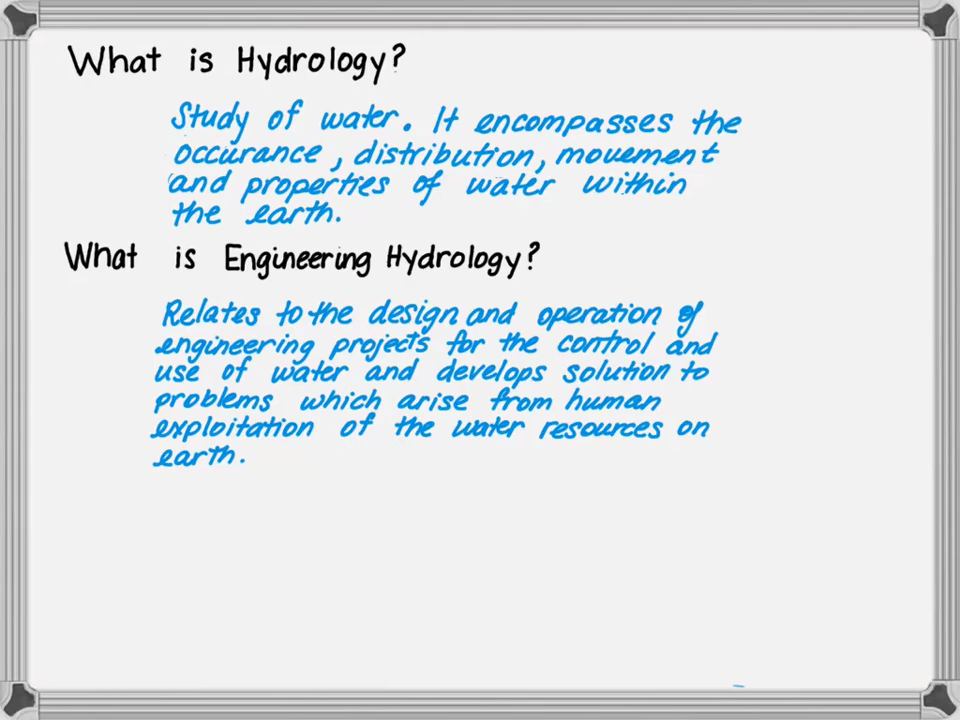 What is Hydrology?
Study of water. It encompasses the
occurance, distribution, movement
and properties of water within
the earth.
What is Engineering Hydrology?
Relates to the design and operation of
engineering projects for the control and
use of water and develops solution to
problems which arise from human
exploitation of the water resources on
earth.